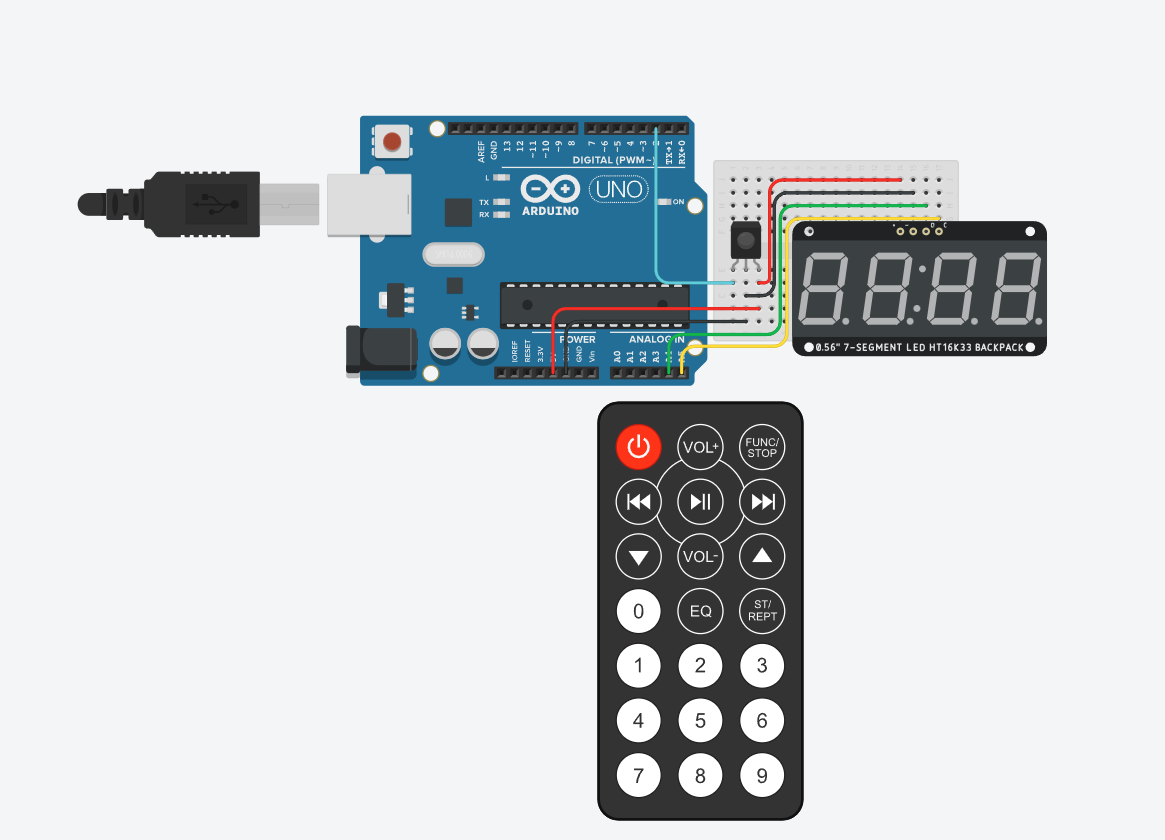 AREF
GND
13
12
~11
~10
~9
8
7
~6
~5
4
~3
TX→1
RX←0
DIGITAL (PWM~)
L
TX
RX
ARDUINO
UNO
ON
POWER
ANALOG IN
IOREF
RESET
3.3V
GND
Vin
A0
A1
A2
A3
+ - D C
0.56" 7-SEGMENT LED HT16K33 BACKPACK
VOL+
FUNC/
STOP
VOL-
0
EQ
ST/
REPT
1
2
3
4
5
6
7
8
9